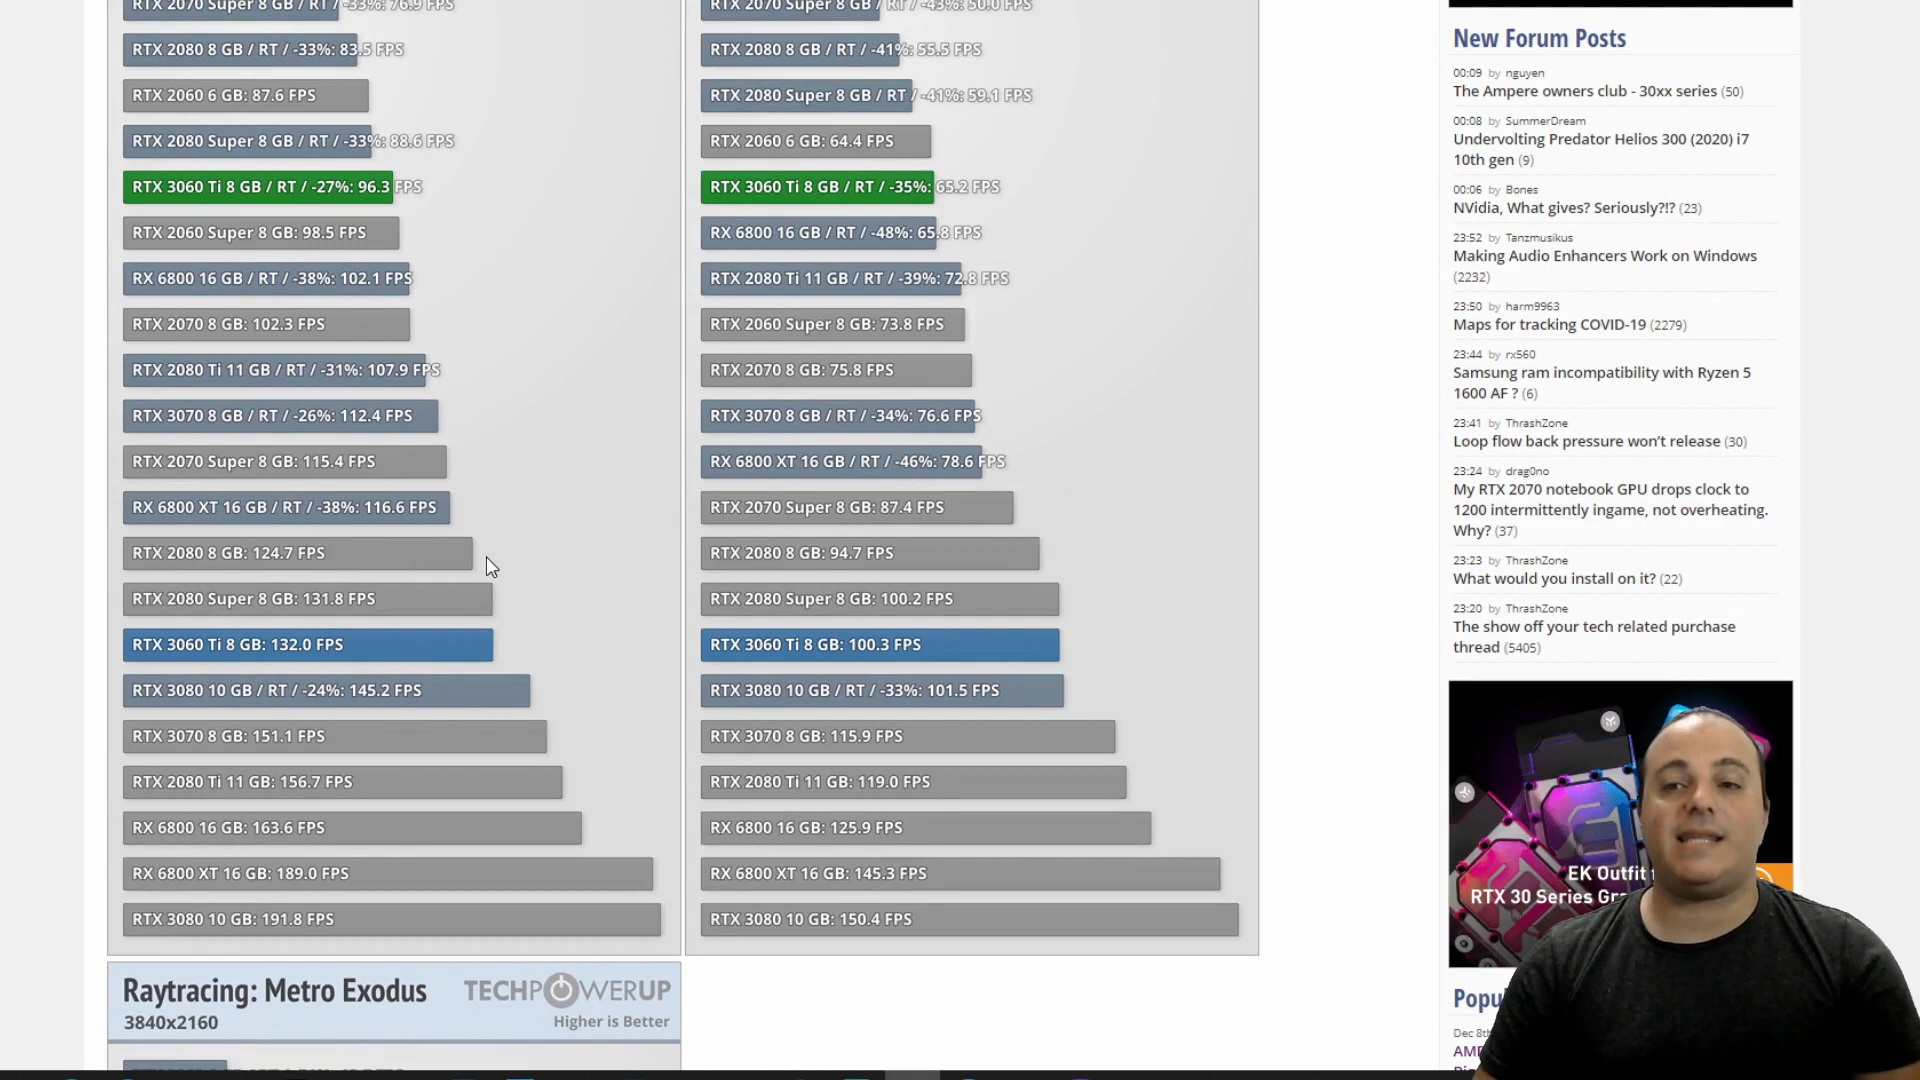 RTX 2070 Super 8 GB / RT / -33%: 76.9 FPS
RTX 2080 8 GB / RT / -33%: 83.5 FPS
RTX 2060 6 GB: 87.6 FPS
RTX 2080 Super 8 GB / RT / -33%: 88.6 FPS
RTX 3060 Ti 8 GB / RT / -27%: 96.3 FPS
RTX 2060 Super 8 GB: 98.5 FPS
RX 6800 16 GB / RT / -38%: 102.1 FPS
RTX 2070 8 GB: 102.3 FPS
RTX 2080 Ti 11 GB / RT / -31%: 107.9 FPS
RTX 3070 8 GB / RT / -26%: 112.4 FPS
RTX 2070 Super 8 GB: 115.4 FPS
RX 6800 XT 16 GB / RT / -38%: 116.6 FPS
RTX 2080 8 GB: 124.7 FPS
RTX 2080 Super 8 GB: 131.8 FPS
RTX 3060 Ti 8 GB: 132.0 FPS
RTX 3080 10 GB / RT / -24%: 145.2 FPS
RTX 3070 8 GB: 151.1 FPS
RTX 2080 Ti 11 GB: 156.7 FPS
RX 6800 16 GB: 163.6 FPS
RX 6800 XT 16 GB: 189.0 FPS
RTX 3080 10 GB: 191.8 FPS
RTX 2070 Super 8 GB / RT / -43%: 50.0 FPS
RTX 2080 8 GB / RT / -41%: 55.5 FPS
RTX 2080 Super 8 GB / RT / -41%: 59.1 FPS
RTX 2060 6 GB: 64.4 FPS
RTX 3060 Ti 8 GB / RT / -35%: 65.2 FPS
RX 6800 16 GB / RT / -48%: 65.8 FPS
RTX 2080 Ti 11 GB / RT / -39%: 72.8 FPS
RTX 2060 Super 8 GB: 73.8 FPS
RTX 2070 8 GB: 75.8 FPS
RTX 3070 8 GB / RT / -34%: 76.6 FPS
RX 6800 XT 16 GB / RT / -46%: 78.6 FPS
RTX 2070 Super 8 GB: 87.4 FPS
RTX 2080 8 GB: 94.7 FPS
RTX 2080 Super 8 GB: 100.2 FPS
RTX 3060 Ti 8 GB: 100.3 FPS
RTX 3080 10 GB / RT / -33%: 101.5 FPS
RTX 3070 8 GB: 115.9 FPS
RTX 2080 Ti 11 GB: 119.0 FPS
RX 6800 16 GB: 125.9 FPS
RX 6800 XT 16 GB: 145.3 FPS
RTX 3080 10 GB: 150.4 FPS
Raytracing: Metro Exodus
TECHPOWERUP
3840x2160
Higher is Better
New Forum Posts
00:09 by nguyen
The Ampere owners club - 30xx series (50)
00:08 by SummerDream
Undervolting Predator Helios 300 (2020) i7
10th gen (9)
00:06 by Bones
NVidia, What gives? Seriously?!? (23)
23:52 by Tanzmusikus
Making Audio Enhancers Work on Windows
(2232)
23:50 by harm9963
Maps for tracking COVID-19 (2279)
23:44 by rx560
Samsung ram incompatibility with Ryzen 5
1600 AF ? (6)
23:41 by ThrashZone
Loop flow back pressure won't release (30)
23:24 by drag0no
My RTX 2070 notebook GPU drops clock to
1200 intermittently ingame, not overheating.
Why? (37)
23:23 by ThrashZone
What would you install on it? (22)
23:20 by ThrashZone
The show off your tech related purchase
thread (5405)
EK Outfit
RTX 30 Series
Popu
Dec 8th
AM